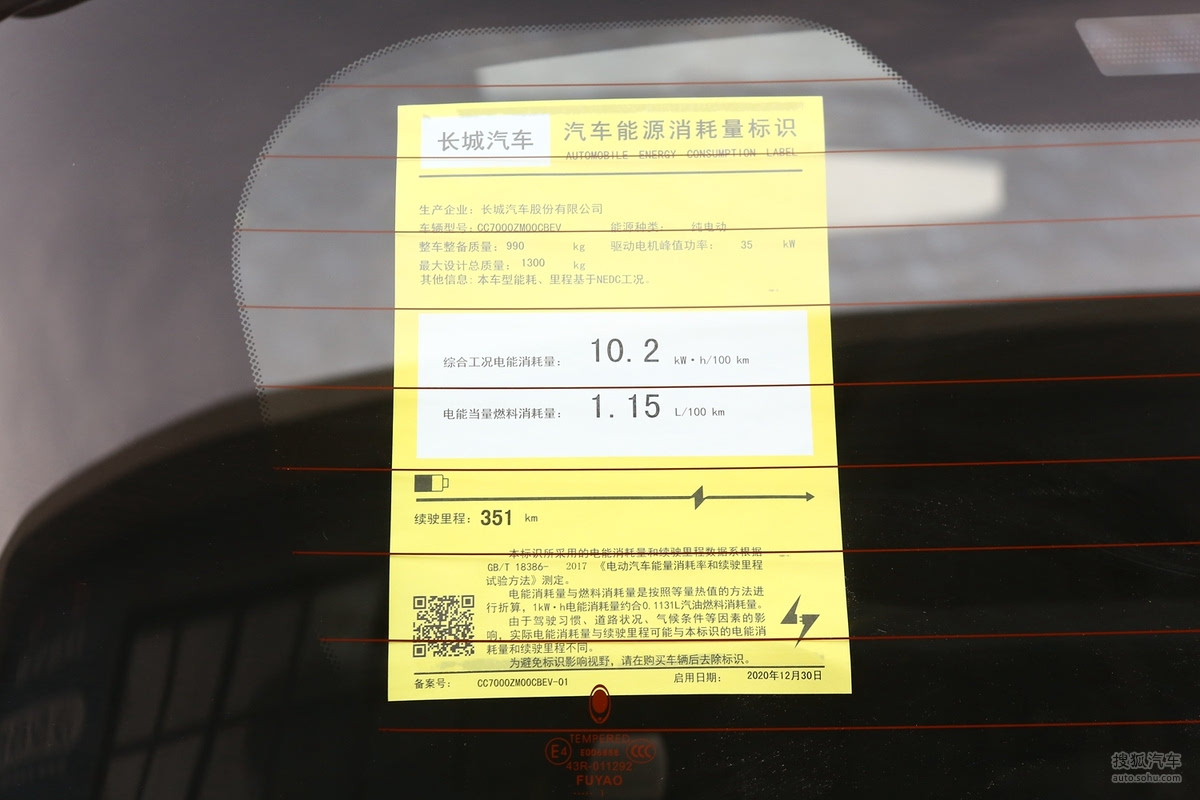 长城汽车
汽车能源消耗量标识
AUTOMOBILE ENERGY CONSUMPTION LABEL
生产企业：长城汽车股份有限公司
车辆型号：CC7000ZM00CBEV 能源种类： 纯电动
整车整备质量：990 kg 驱动电机峰值功率： 35 kW
最大设计总质量：1300 kg
其他信息：本车型能耗、里程基于NEDC工况。
综合工况电能消耗量： 10.2 kW·h/100 km
电能当量燃料消耗量： 1.15 L/100 km
续驶里程：351 km
本标识所采用的电能消耗量和续驶里程数据系根据
GB/T 18386- 2017 《电动汽车能量消耗率和续驶里程
试验方法》测定。
电能消耗量与燃料消耗量是按照等量热值的方法进
行折算，1kW·h电能消耗量约合0.1131L汽油燃料消耗量。
由于驾驶习惯、道路状况、气候条件等因素的影
响，实际电能消耗量与续驶里程可能与本标识的电能消
耗量和续驶里程不同。
为避免标识影响视野，请在购买车辆后去除标识。
备案号： CC7000ZM00CBEV-01 启用日期： 2020年12月30日
TEMPERED
E4
CCC
43R-011292
FUYAO
搜狐汽车
auto.sohu.com